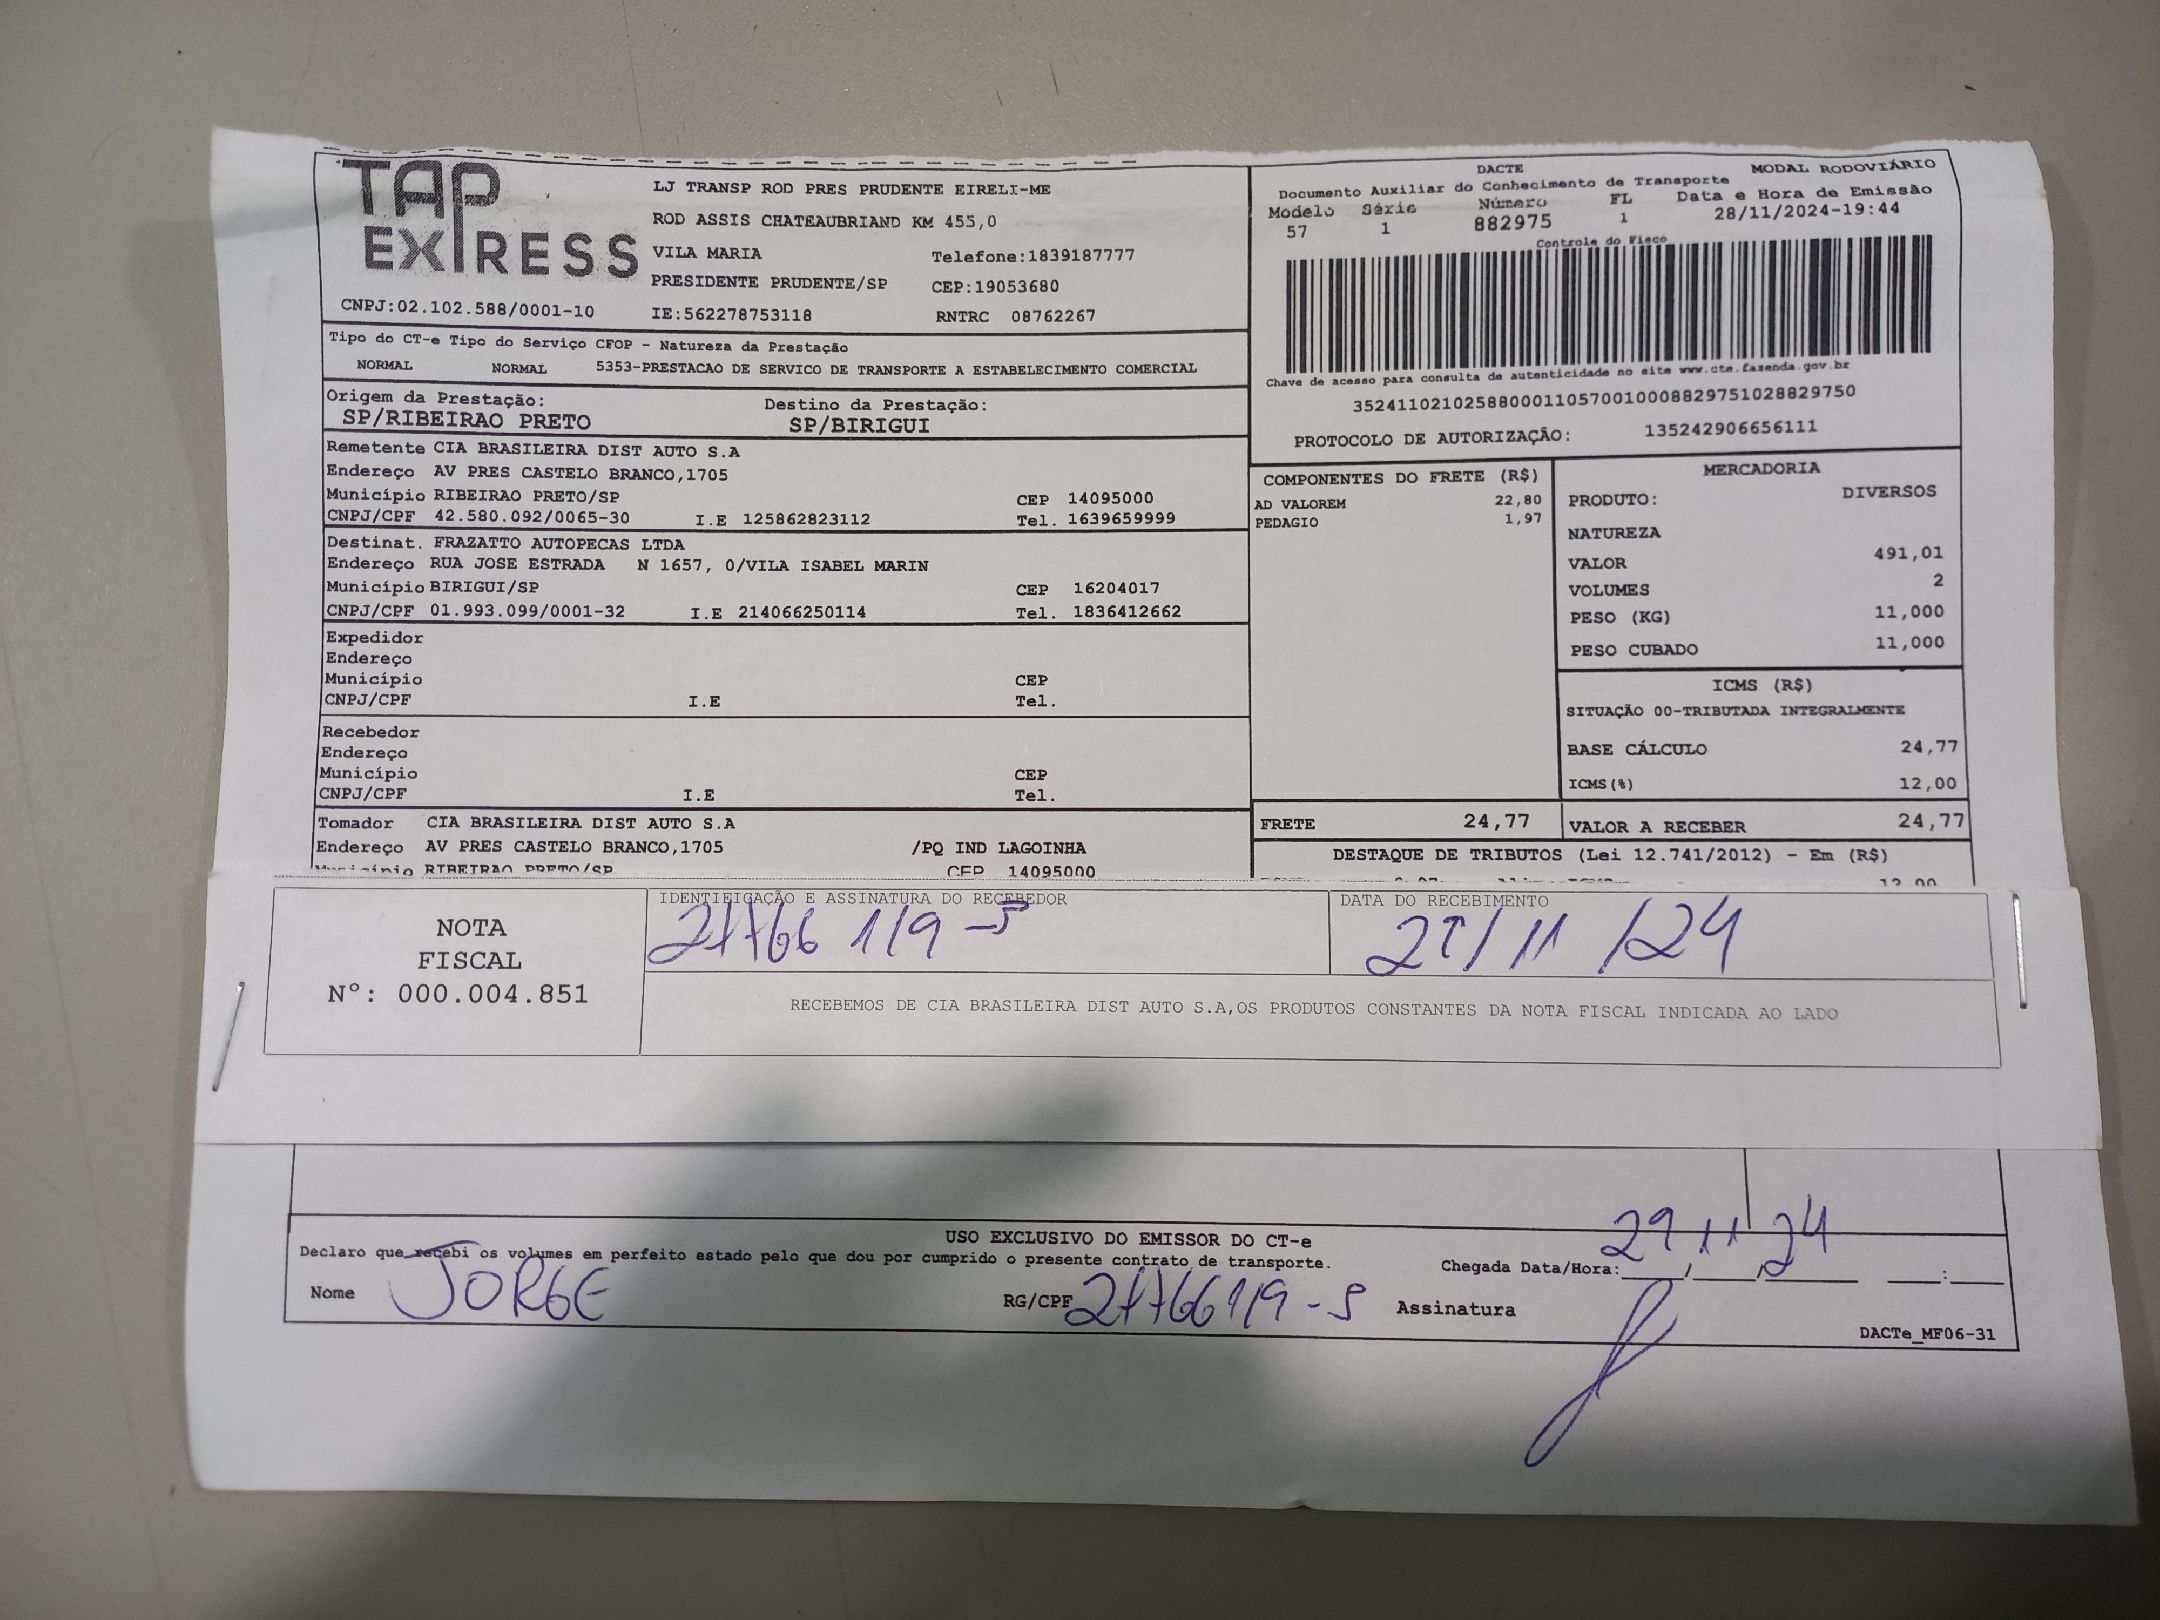 TAP EXPRESS
CNPJ:02.102.588/0001-10
LJ TRANSP ROD PRES PRUDENTE EIRELI-ME
ROD ASSIS CHATEAUBRIAND KM 455,0
VILA MARIA Telefone:1839187777
PRESIDENTE PRUDENTE/SP CEP:19053680
IE:562278753118 RNTRC 08762267
DACTE MODAL RODOVIÁRIO
Documento Auxiliar do Conhecimento de Transporte
Modelo Série Número FL Data e Hora de Emissão
57 1 882975 1 28/11/2024-19:44
Controle do Fisco
Chave de acesso para consulta de autenticidade no site www.cte.fazenda.gov.br
35241102102588000110570010008829751028829750
PROTOCOLO DE AUTORIZAÇÃO: 135242906656111
Tipo do CT-e Tipo do Serviço CFOP - Natureza da Prestação
NORMAL NORMAL 5353-PRESTACAO DE SERVICO DE TRANSPORTE A ESTABELECIMENTO COMERCIAL
Origem da Prestação: Destino da Prestação:
SP/RIBEIRAO PRETO SP/BIRIGUI
Remetente CIA BRASILEIRA DIST AUTO S.A
Endereço AV PRES CASTELO BRANCO,1705
Município RIBEIRAO PRETO/SP CEP 14095000
CNPJ/CPF 42.580.092/0065-30 I.E 125862823112 Tel. 1639659999
Destinat. FRAZATTO AUTOPECAS LTDA
Endereço RUA JOSE ESTRADA N 1657, 0/VILA ISABEL MARIN
Município BIRIGUI/SP CEP 16204017
CNPJ/CPF 01.993.099/0001-32 I.E 214066250114 Tel. 1836412662
Expedidor
Endereço
Município CEP
CNPJ/CPF I.E Tel.
Recebedor
Endereço
Município CEP
CNPJ/CPF I.E Tel.
Tomador CIA BRASILEIRA DIST AUTO S.A
Endereço AV PRES CASTELO BRANCO,1705 /PQ IND LAGOINHA
Município RIBEIRAO PRETO/SP CEP 14095000
COMPONENTES DO FRETE (R$)
AD VALOREM 22,80
PEDAGIO 1,97
MERCADORIA
PRODUTO: DIVERSOS
NATUREZA
VALOR 491,01
VOLUMES 2
PESO (KG) 11,000
PESO CUBADO 11,000
ICMS (R$)
SITUAÇÃO 00-TRIBUTADA INTEGRALMENTE
BASE CÁLCULO 24,77
ICMS(%) 12,00
FRETE 24,77 VALOR A RECEBER 24,77
DESTAQUE DE TRIBUTOS (Lei 12.741/2012) - Em (R$)
12,00
NOTA
FISCAL
Nº: 000.004.851
IDENTIFICAÇÃO E ASSINATURA DO RECEBEDOR
DATA DO RECEBIMENTO
/11/24
RECEBEMOS DE CIA BRASILEIRA DIST AUTO S.A,OS PRODUTOS CONSTANTES DA NOTA FISCAL INDICADA AO LADO
USO EXCLUSIVO DO EMISSOR DO CT-e
Declaro que recebi os volumes em perfeito estado pelo que dou por cumprido o presente contrato de transporte.
Chegada Data/Hora: 29/11/24 :
Nome JORGE RG/CPF Assinatura
DACTe_MF06-31